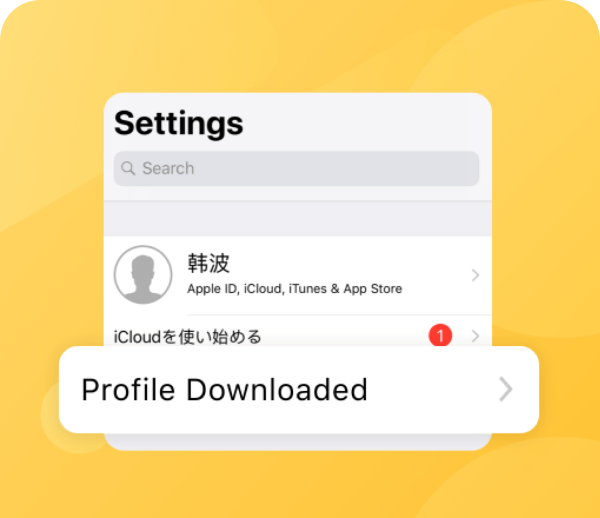 Settings
Search
韩波
Apple ID, iCloud, iTunes & App Store
iCloudを使い始める
1
Profile Downloaded